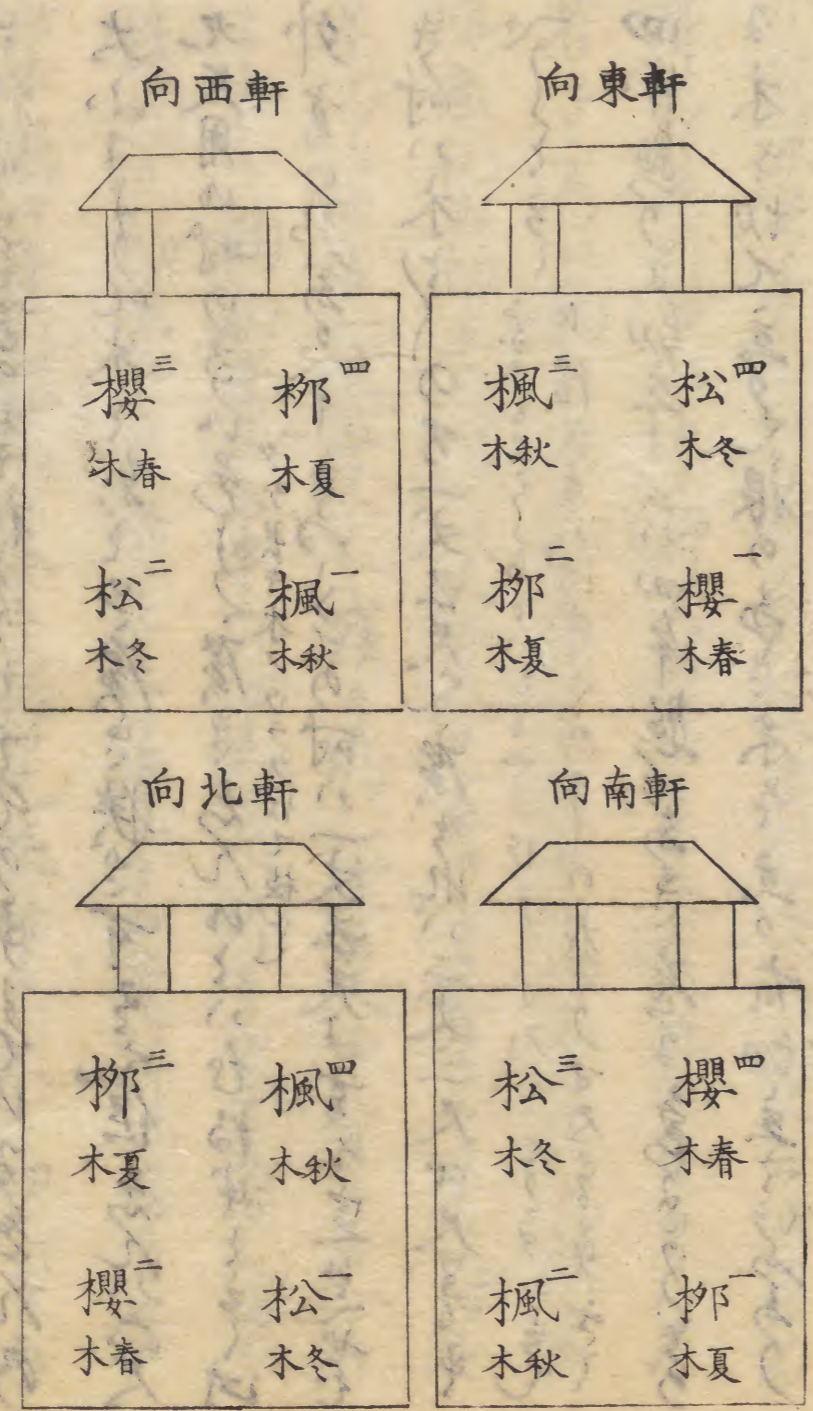 軒東向
四松
冬木
一櫻
春木
三楓
秋木
二柳
夏木
軒南向
四櫻
春木
一柳
夏木
三松
冬木
二楓
秋木
軒西向
四柳
夏木
一楓
秋木
三櫻
春木
二松
冬木
軒北向
四楓
秋木
一松
冬木
三柳
夏木
二櫻
春木